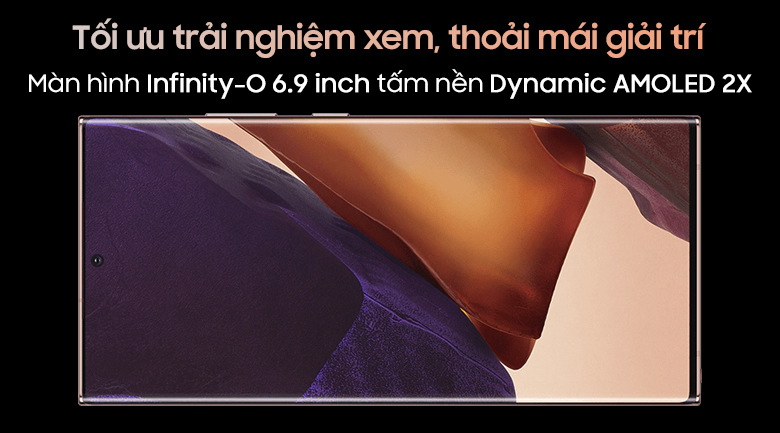 Tối ưu trải nghiệm xem, thoải mái giải trí
Màn hình Infinity-O 6.9 inch tấm nền Dynamic AMOLED 2X